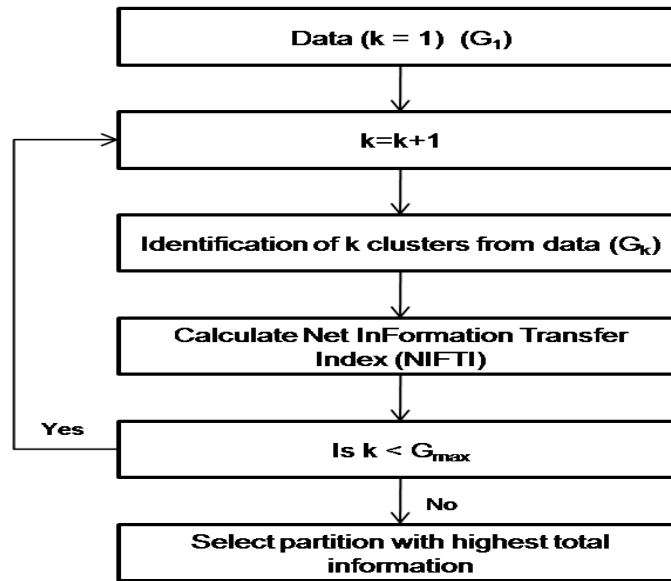 Data (k = 1) (G₁)
k=k+1
Identification of k clusters from data (Gₖ)
Calculate Net InFormation Transfer
Index (NIFTI)
Yes
Is k < Gmax
No
Select partition with highest total
information